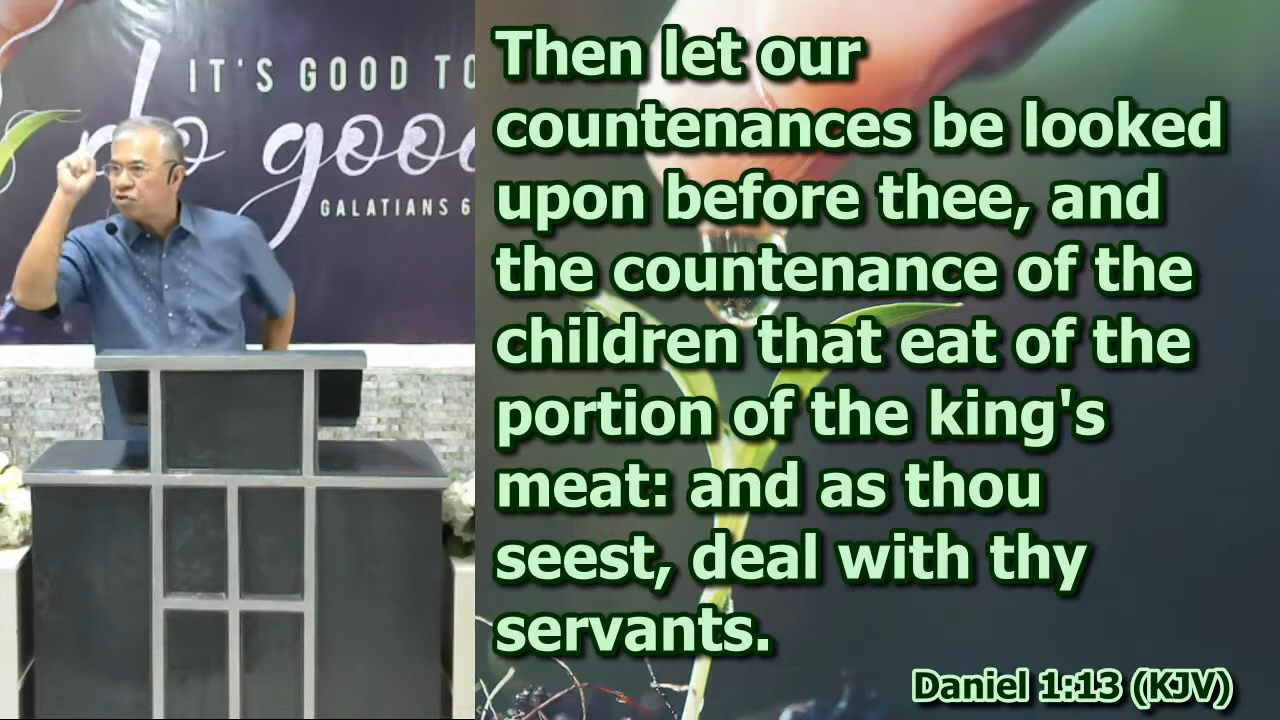 IT'S GOOD TO
do good
GALATIANS 6
Then let our
countenances be looked
upon before thee, and
the countenance of the
children that eat of the
portion of the king's
meat: and as thou
seest, deal with thy
servants.
Daniel 1:13 (KJV)